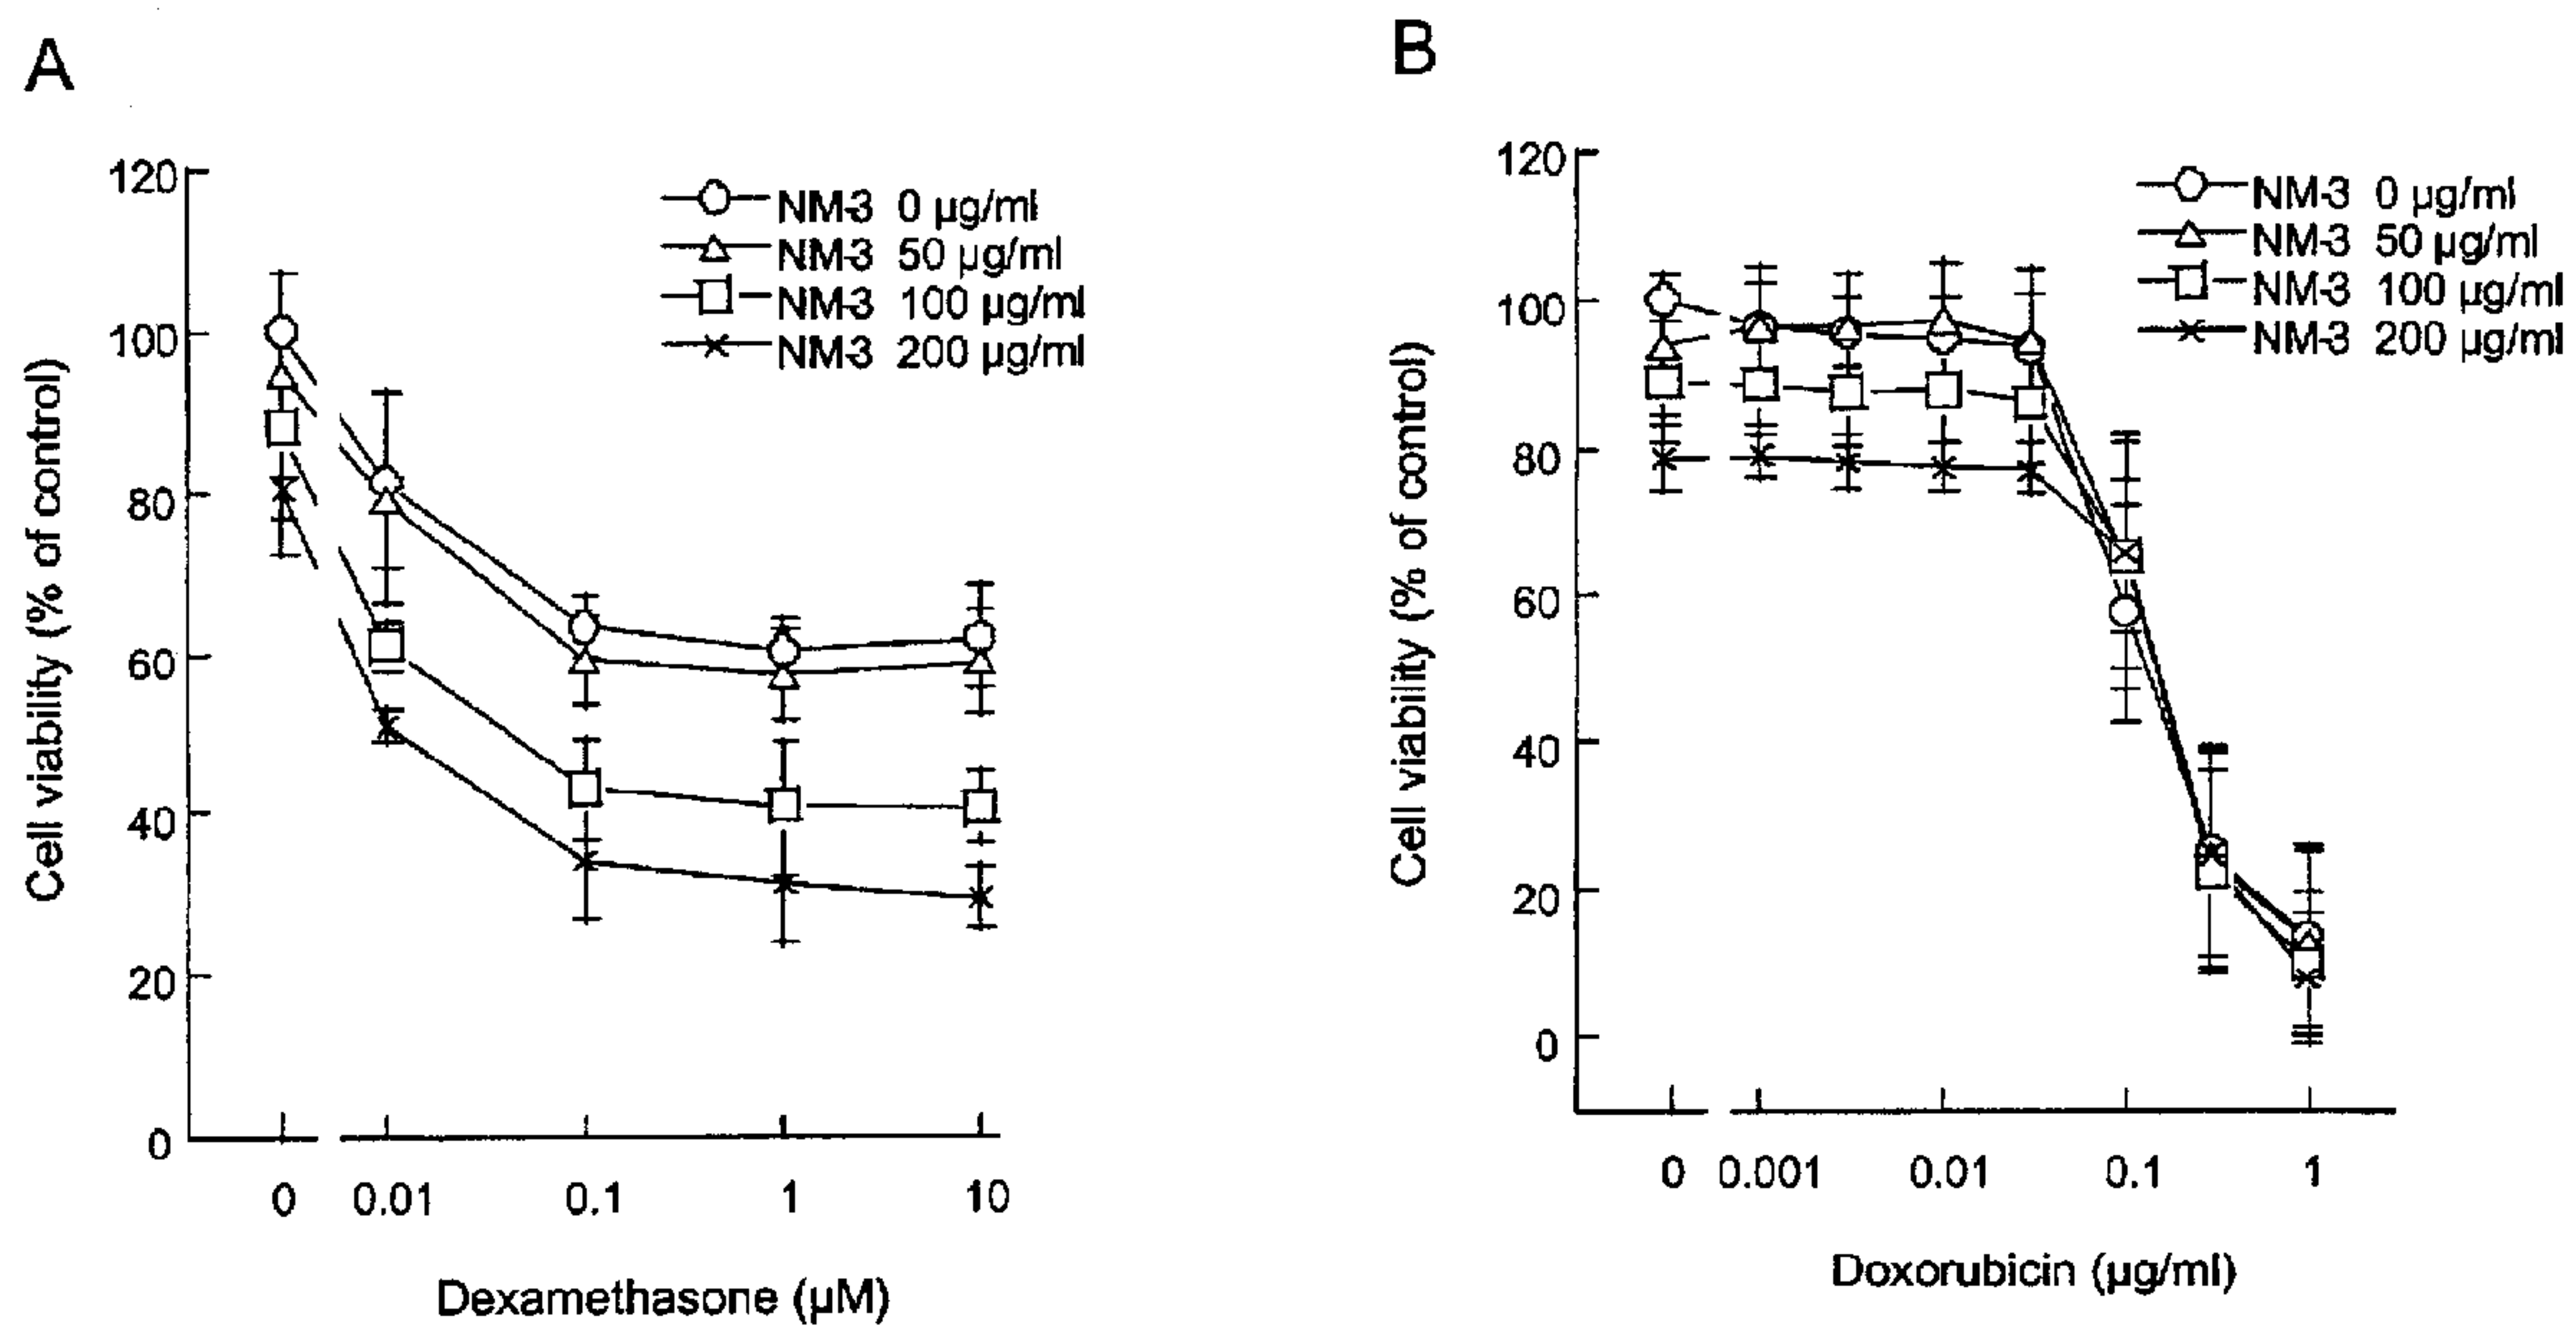 A
120
100
80
60
40
20
0
Cell viability (% of control)
NM-3 0 µg/ml
NM-3 50 µg/ml
NM-3 100 µg/ml
NM-3 200 µg/ml
0 0.01 0.1 1 10
Dexamethasone (µM)
B
120
100
80
60
40
20
0
Cell viability (% of control)
NM-3 0 µg/ml
NM-3 50 µg/ml
NM-3 100 µg/ml
NM-3 200 µg/ml
0 0.001 0.01 0.1 1
Doxorubicin (µg/ml)